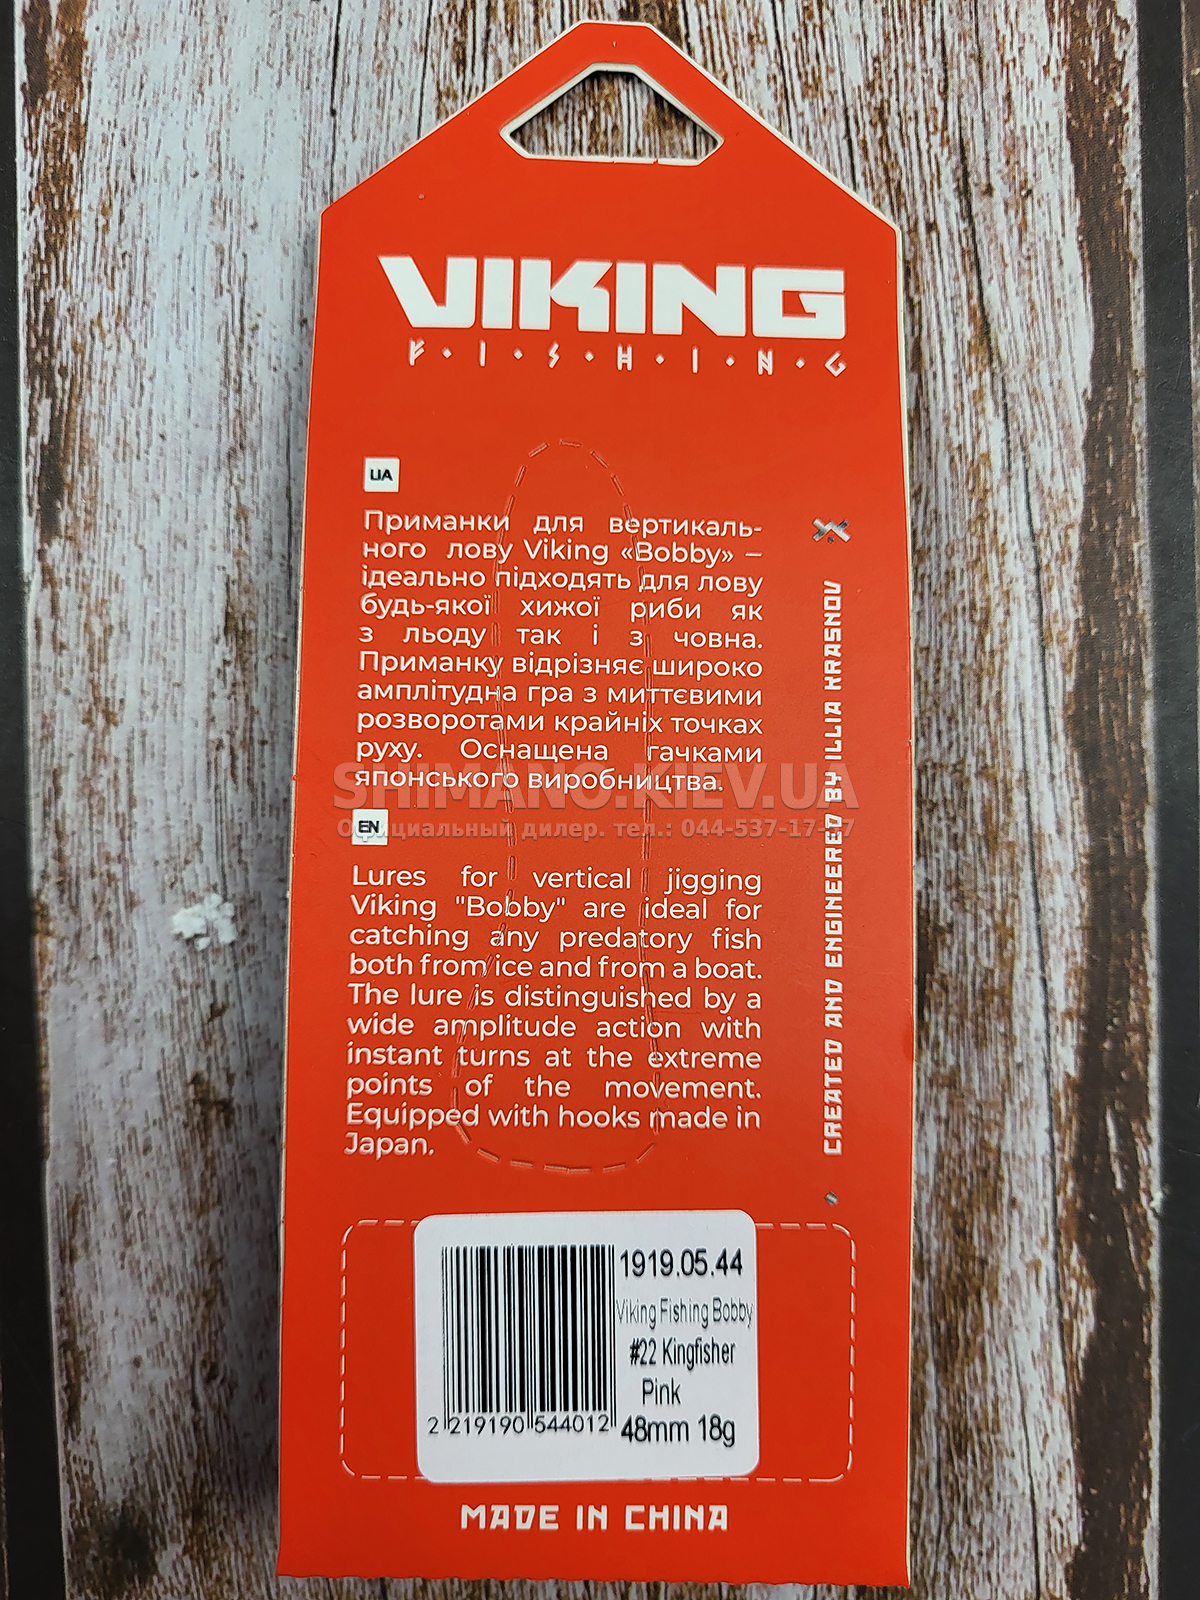 VIKING
F·I·S·H·I·N·G
UA
Приманки для вертикаль-
ного лову Viking «Bobby» –
ідеально підходять для лову
будь-якої хижої риби як
з льоду так і з човна.
Приманку відрізняє широко
амплітудна гра з миттєвими
розворотами крайніх точках
руху. Оснащена гачками
японського виробництва.
SHIMANO.KIEV.UA
Официальный дилер. тел.:
EN
Lures for vertical jigging
Viking "Bobby" are ideal for
catching any predatory fish
both from ice and from a boat.
The lure is distinguished by a
wide amplitude action with
instant turns at the extreme
points of the movement.
Equipped with hooks made in
Japan.
CREATED AND ENGINEERED BY ILLIA KRASNOV
1919.05.44
Viking Fishing Bobby
#22 Kingfisher
Pink
48mm 18g
2 219190 544012
MADE IN CHINA